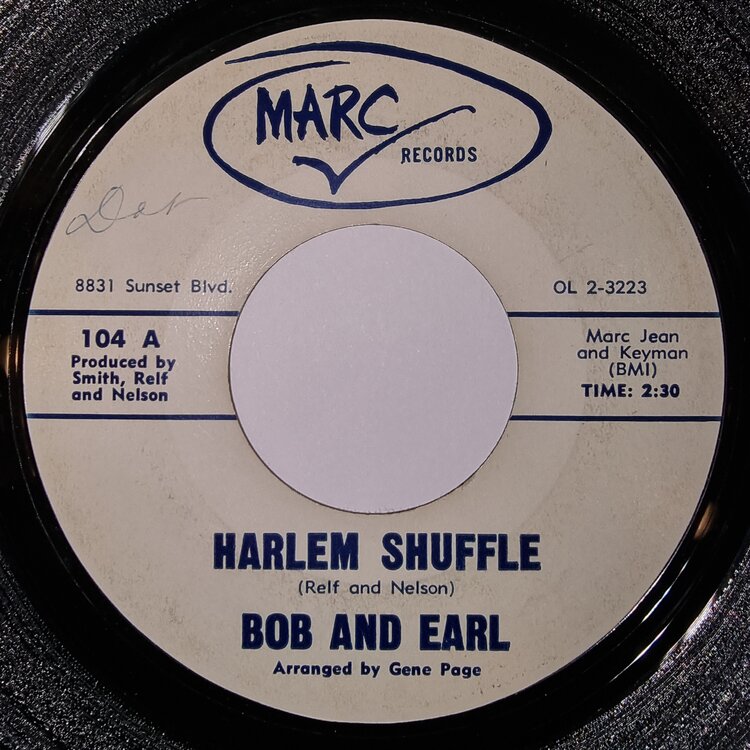 MARC
RECORDS
8831 Sunset Blvd.
OL 2-3223
104 A
Produced by
Smith, Relf
and Nelson
Marc Jean
and Keyman
(BMI)
TIME: 2:30
HARLEM SHUFFLE
(Relf and Nelson)
BOB AND EARL
Arranged by Gene Page